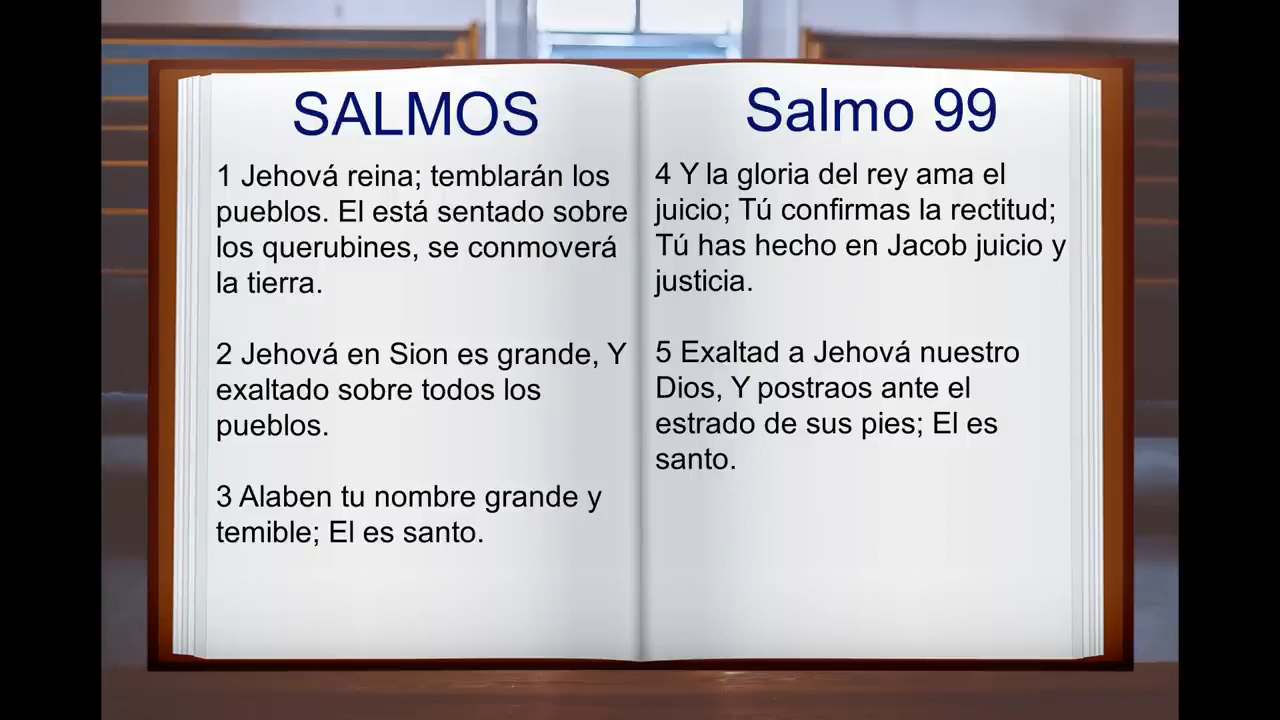 SALMOS
1 Jehová reina; temblarán los
pueblos. El está sentado sobre
los querubines, se conmoverá
la tierra.
2 Jehová en Sion es grande, Y
exaltado sobre todos los
pueblos.
3 Alaben tu nombre grande y
temible; El es santo.
Salmo 99
4 Y la gloria del rey ama el
juicio; Tú confirmas la rectitud;
Tú has hecho en Jacob juicio y
justicia.
5 Exaltad a Jehová nuestro
Dios, Y postraos ante el
estrado de sus pies; El es
santo.